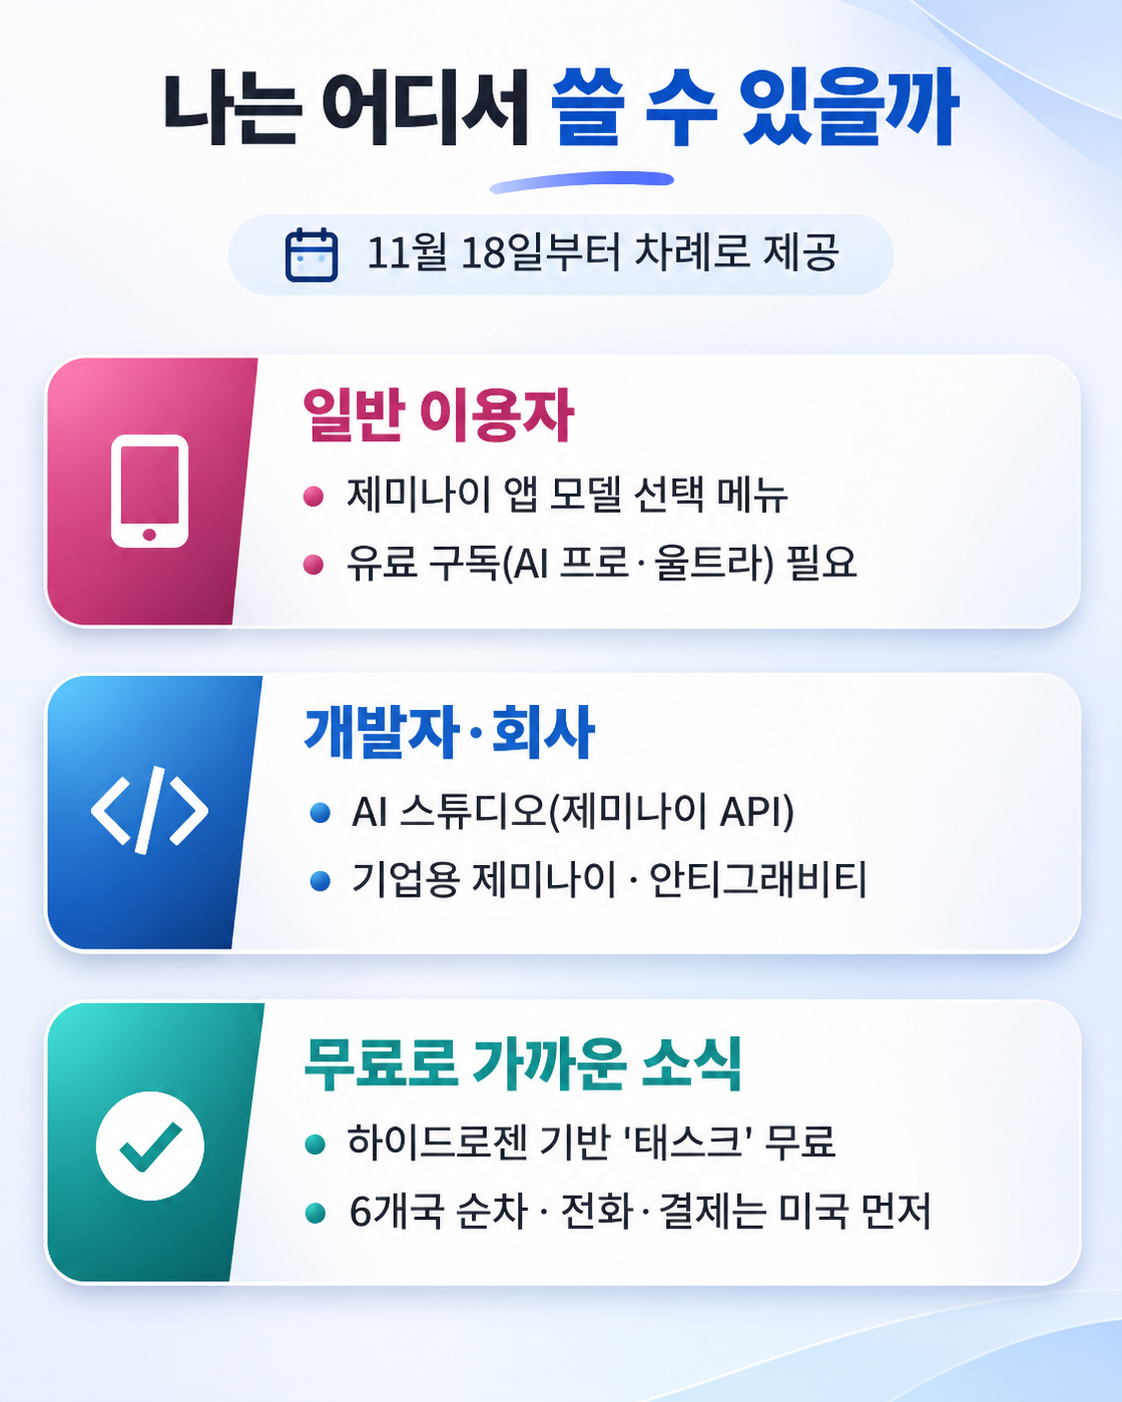 나는 어디서 쓸 수 있을까
11월 18일부터 차례로 제공
일반 이용자
제미나이 앱 모델 선택 메뉴
유료 구독(AI 프로·울트라) 필요
개발자·회사
AI 스튜디오(제미나이 API)
기업용 제미나이 · 안티그래비티
무료로 가까운 소식
하이드로젠 기반 '태스크' 무료
6개국 순차 · 전화·결제는 미국 먼저